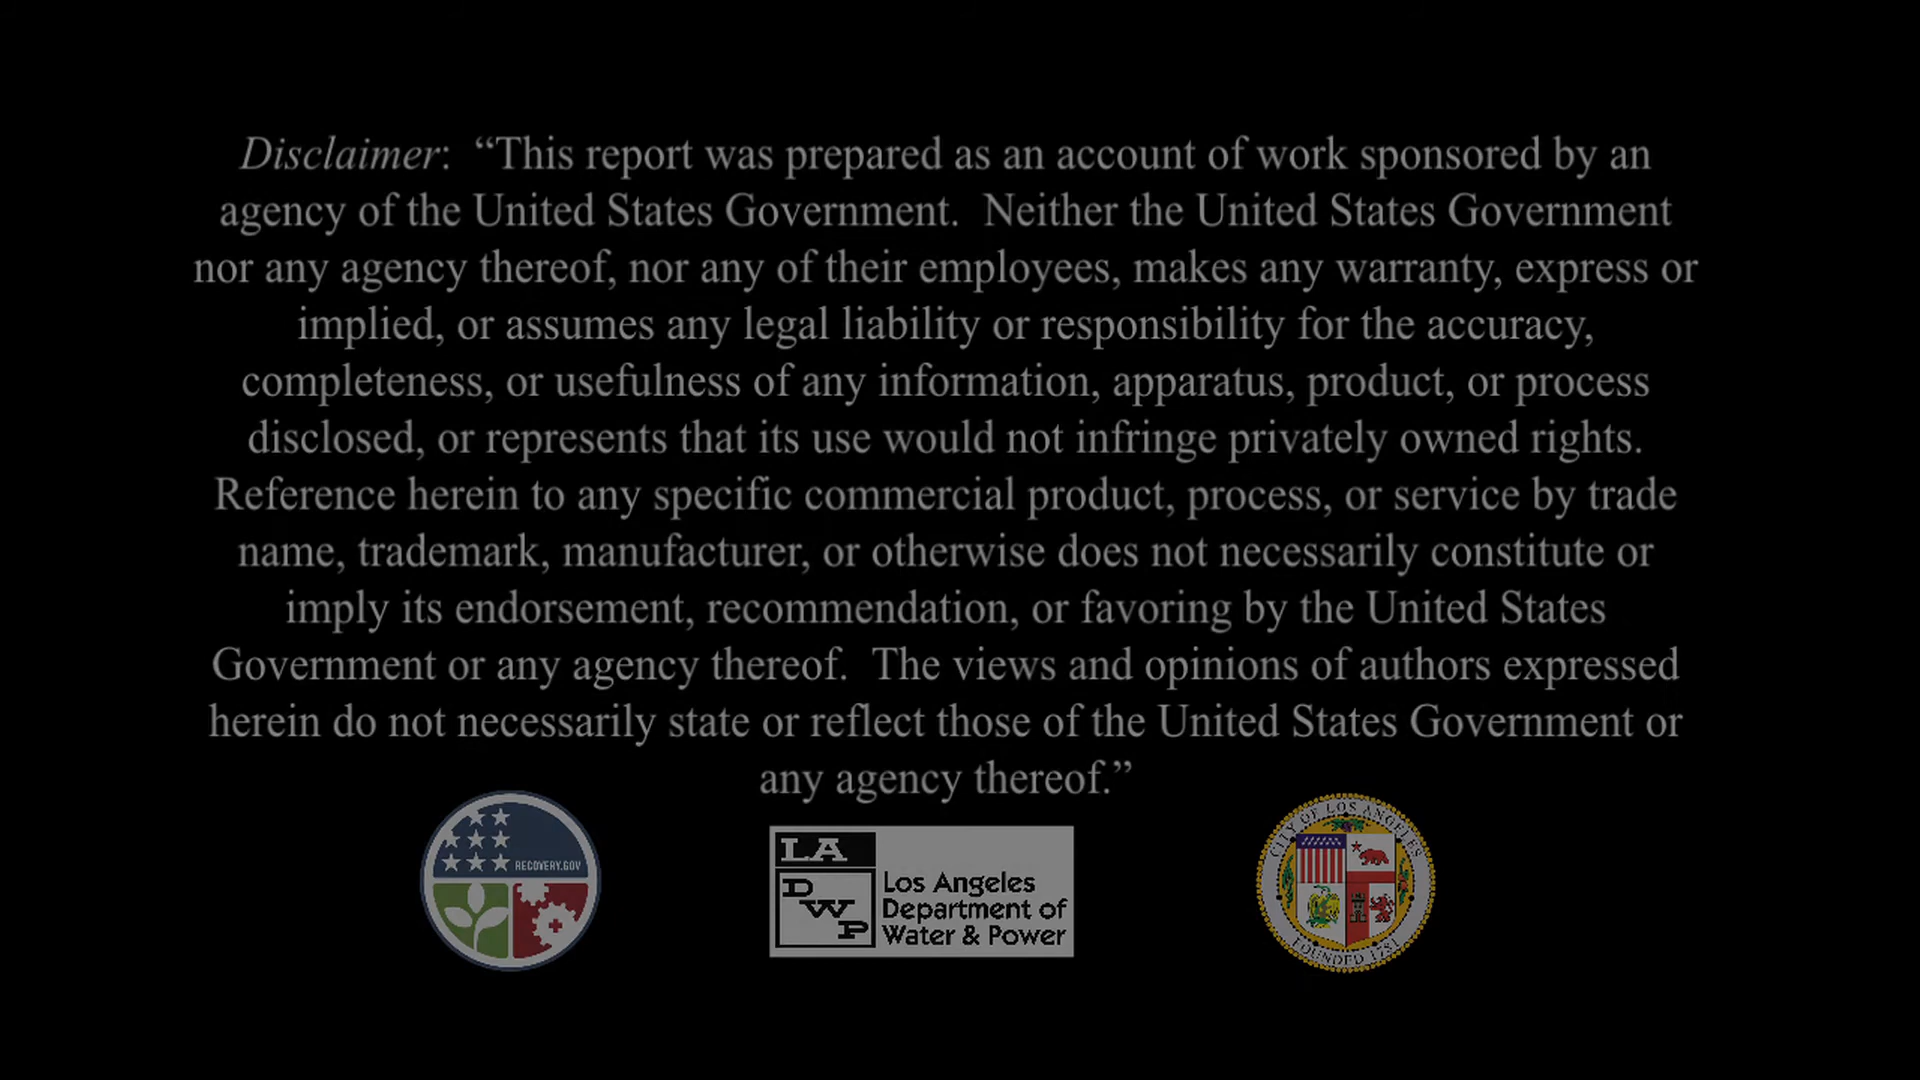 Disclaimer:  “This report was prepared as an account of work sponsored by an
agency of the United States Government.  Neither the United States Government
nor any agency thereof, nor any of their employees, makes any warranty, express or
implied, or assumes any legal liability or responsibility for the accuracy,
completeness, or usefulness of any information, apparatus, product, or process
disclosed, or represents that its use would not infringe privately owned rights.
Reference herein to any specific commercial product, process, or service by trade
name, trademark, manufacturer, or otherwise does not necessarily constitute or
imply its endorsement, recommendation, or favoring by the United States
Government or any agency thereof.  The views and opinions of authors expressed
herein do not necessarily state or reflect those of the United States Government or
any agency thereof.”
RECOVERY.GOV
LA
DWP
Los Angeles
Department of
Water & Power
CITY OF LOS ANGELES
FOUNDED 1781